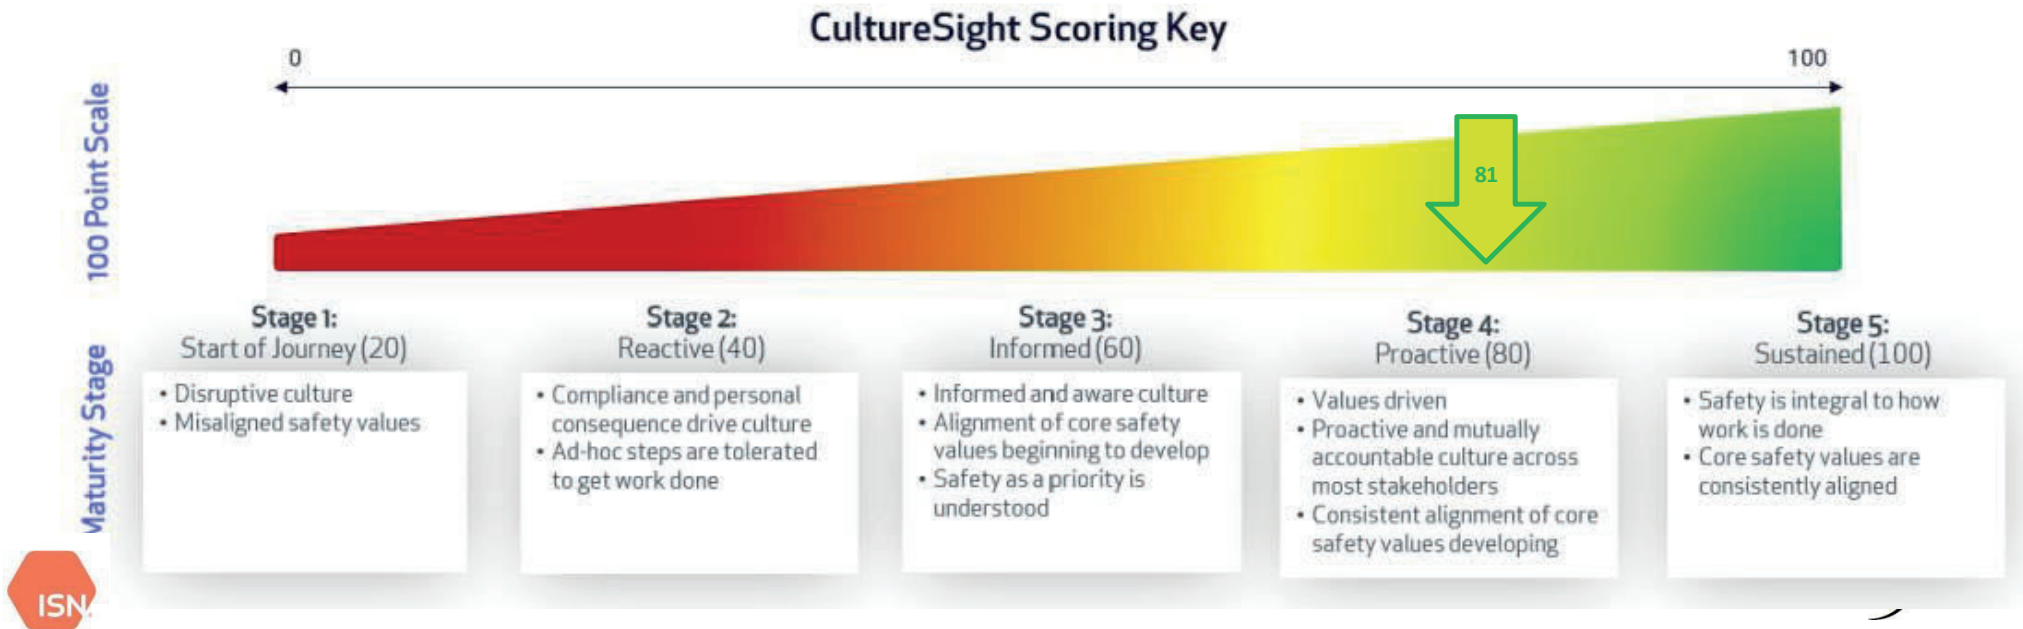 CultureSight Scoring Key
0
100
100 Point Scale
81
Maturity Stage
Stage 1:
Start of Journey (20)
• Disruptive culture
• Misaligned safety values
Stage 2:
Reactive (40)
• Compliance and personal
consequence drive culture
• Ad-hoc steps are tolerated
to get work done
Stage 3:
Informed (60)
• Informed and aware culture
• Alignment of core safety
values beginning to develop
• Safety as a priority is
understood
Stage 4:
Proactive (80)
• Values driven
• Proactive and mutually
accountable culture across
most stakeholders
• Consistent alignment of core
safety values developing
Stage 5:
Sustained (100)
• Safety is integral to how
work is done
• Core safety values are
consistently aligned
ISN